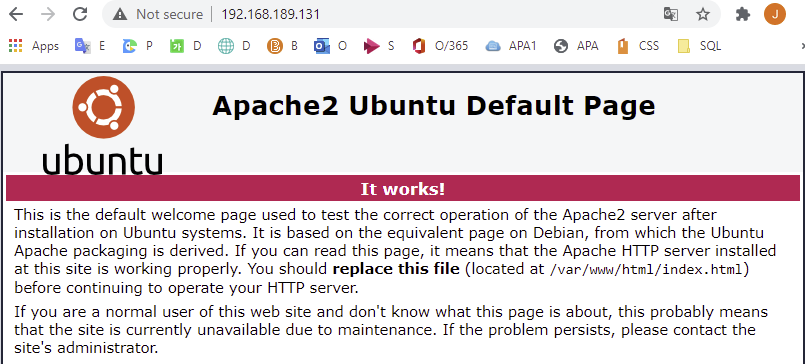 Not secure | 192.168.189.131 J
Apps E P D D B O S O/365 APA1 APA CSS SQL
ubuntu
Apache2 Ubuntu Default Page
It works!
This is the default welcome page used to test the correct operation of the Apache2 server after
installation on Ubuntu systems. It is based on the equivalent page on Debian, from which the Ubuntu
Apache packaging is derived. If you can read this page, it means that the Apache HTTP server installed
at this site is working properly. You should replace this file (located at /var/www/html/index.html)
before continuing to operate your HTTP server.
If you are a normal user of this web site and don't know what this page is about, this probably means
that the site is currently unavailable due to maintenance. If the problem persists, please contact the
site's administrator.